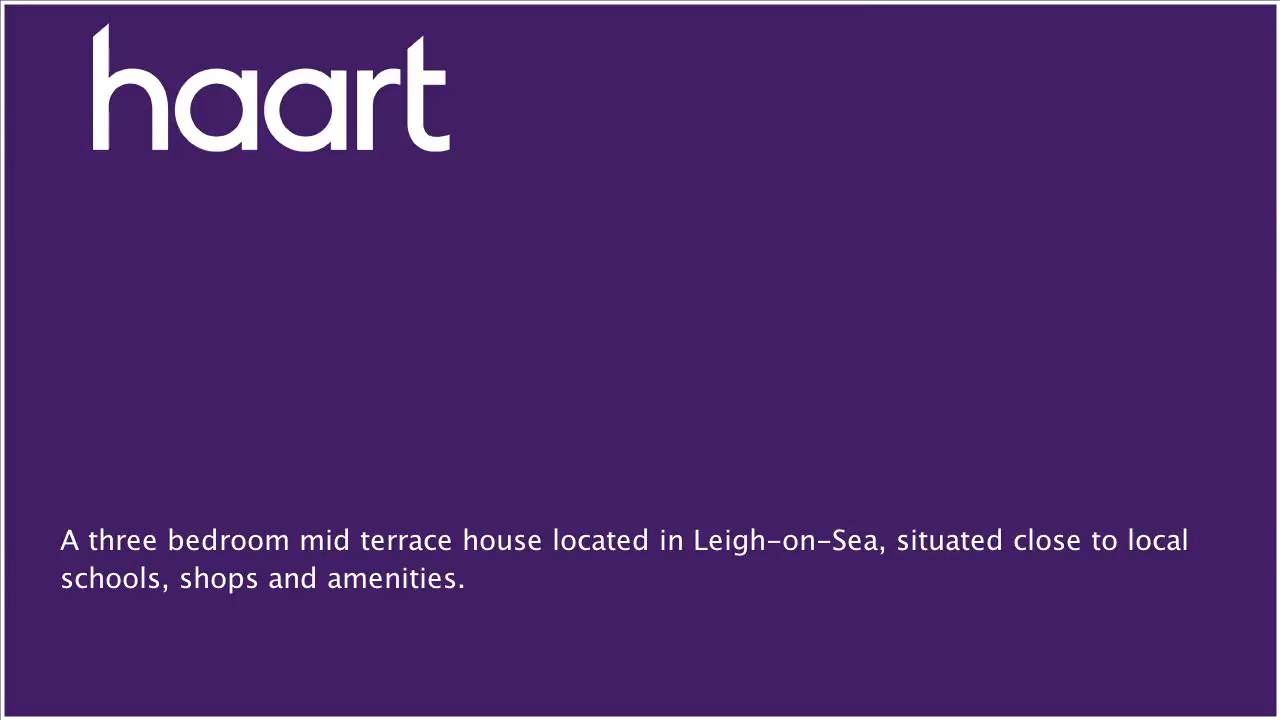 haart
A three bedroom mid terrace house located in Leigh-on-Sea, situated close to local
schools, shops and amenities.